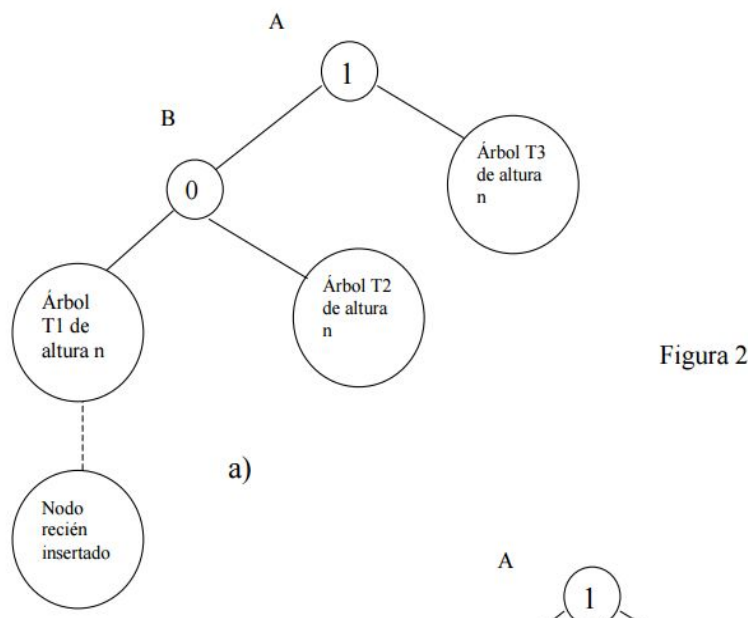 A
1
B
0
Árbol T3
de altura
n
Árbol
T1 de
altura n
Árbol T2
de altura
n
Figura 2
a)
Nodo
recién
insertado
A
1